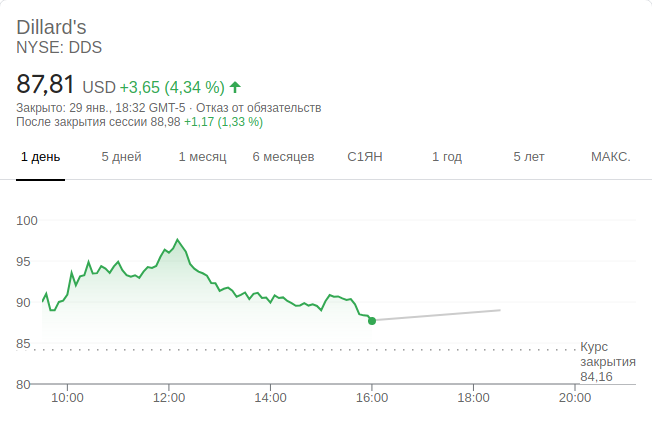 Dillard's
NYSE: DDS
87,81 USD +3,65 (4,34 %)
Закрыто: 29 янв., 18:32 GMT-5 · Отказ от обязательств
После закрытия сессии 88,98 +1,17 (1,33 %)
1 день 5 дней 1 месяц 6 месяцев С1ЯН 1 год 5 лет МАКС.
100
95
90
85
80
Курс
закрытия
84,16
10:00 12:00 14:00 16:00 18:00 20:00